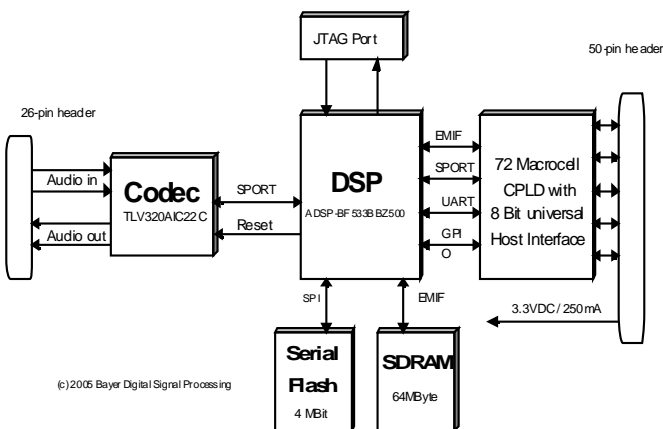 JTAG Port
50-pin header
26-pin header
Audio in
Audio out
Codec
TLV320AIC22C
SPORT
Reset
DSP
ADSP-BF533BBZ500
EMIF
SPORT
UART
GPI
O
72 Macrocell
CPLD with
8 Bit universal
Host Interface
3.3VDC / 250mA
SPI
EMIF
Serial
Flash
4 MBit
SDRAM
64MByte
(c) 2005 Bayer Digital Signal Processing